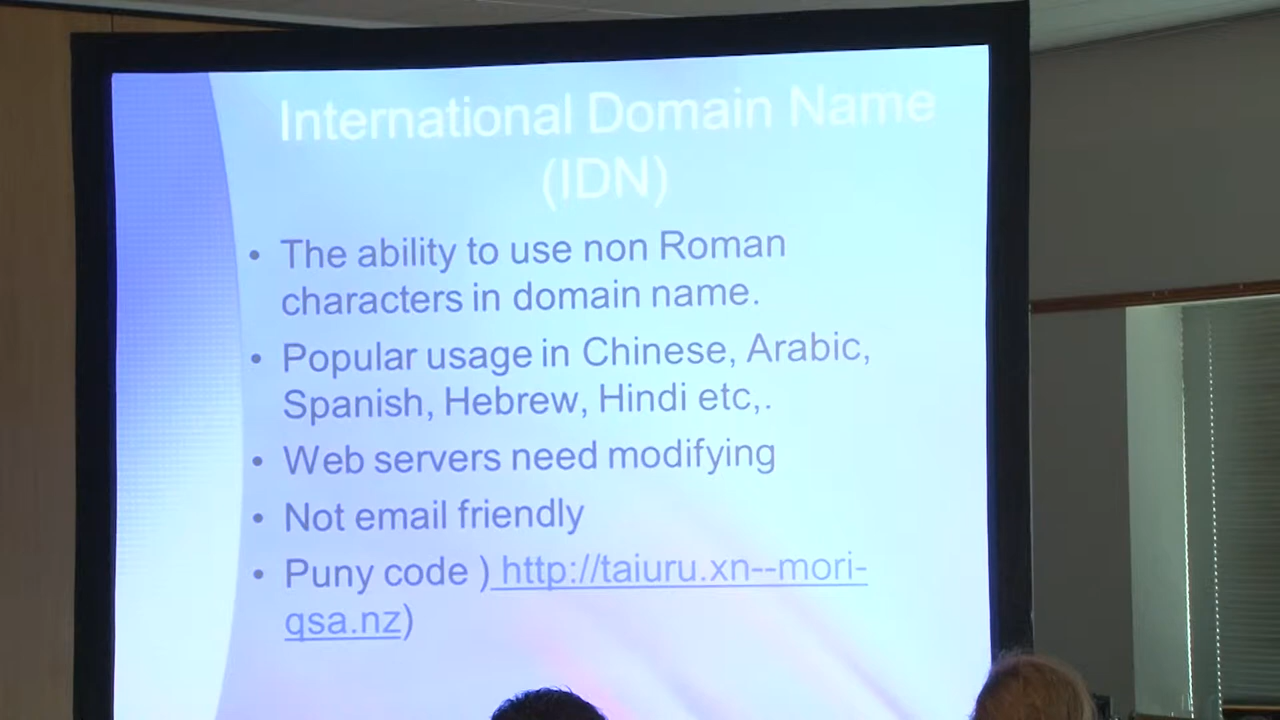 International Domain Name
(IDN)
• The ability to use non Roman
characters in domain name.
• Popular usage in Chinese, Arabic,
Spanish, Hebrew, Hindi etc,.
• Web servers need modifying
• Not email friendly
• Puny code ) http://taiuru.xn--mori-
qsa.nz)